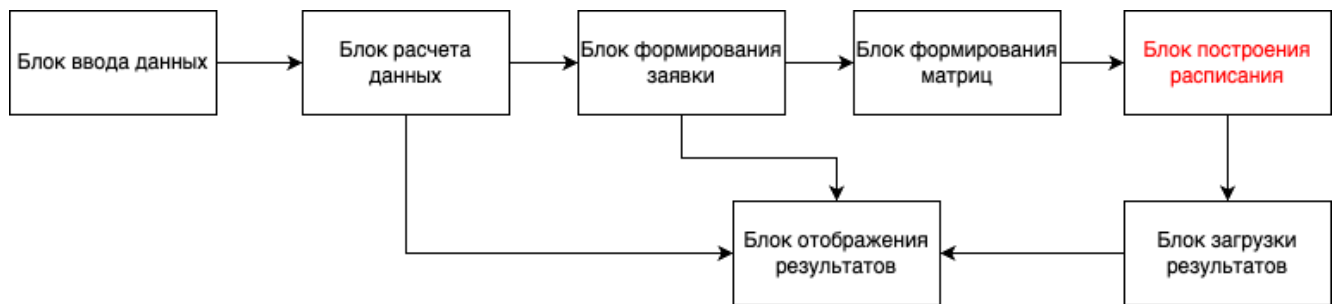 Блок ввода данных
Блок расчета
данных
Блок формирования
заявки
Блок формирования
матриц
Блок построения
расписания
Блок отображения
результатов
Блок загрузки
результатов